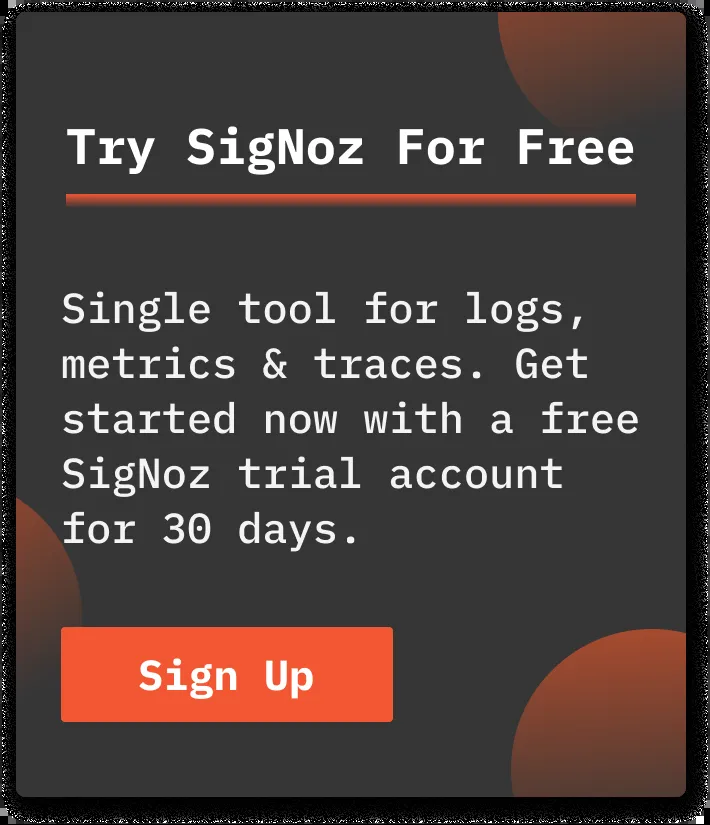 Try SigNoz For Free
Single tool for logs,
metrics & traces. Get
started now with a free
SigNoz trial account
for 30 days.
Sign Up